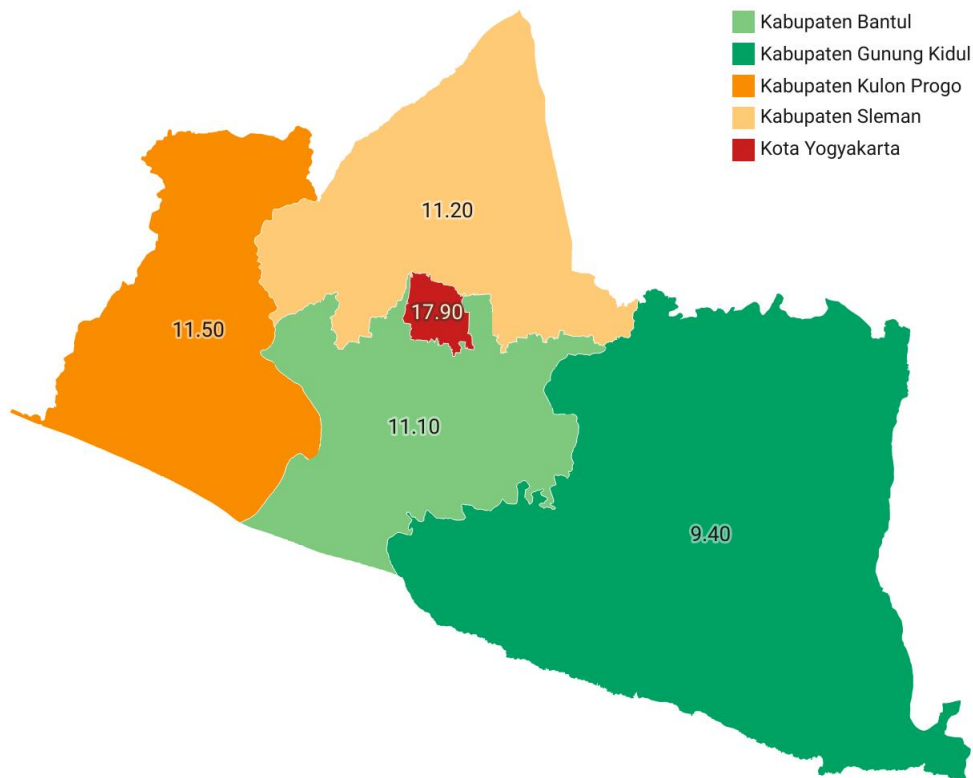 Kabupaten Bantul
Kabupaten Gunung Kidul
Kabupaten Kulon Progo
Kabupaten Sleman
Kota Yogyakarta
11.20
17.90
11.50
11.10
9.40